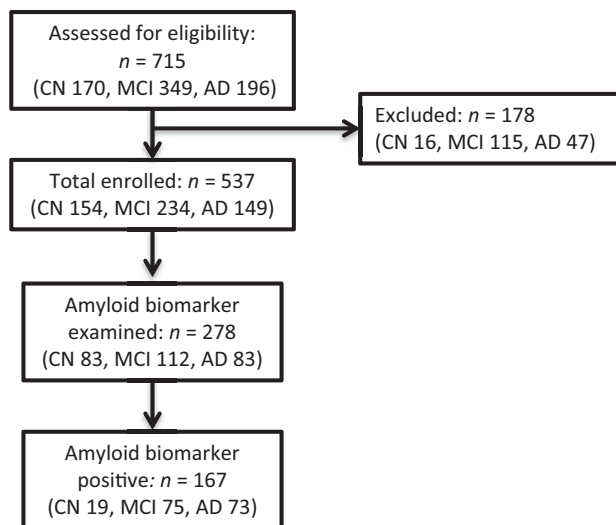 Assessed for eligibility:
n = 715
(CN 170, MCI 349, AD 196)
Excluded: n = 178
(CN 16, MCI 115, AD 47)
Total enrolled: n = 537
(CN 154, MCI 234, AD 149)
Amyloid biomarker
examined: n = 278
(CN 83, MCI 112, AD 83)
Amyloid biomarker
positive: n = 167
(CN 19, MCI 75, AD 73)